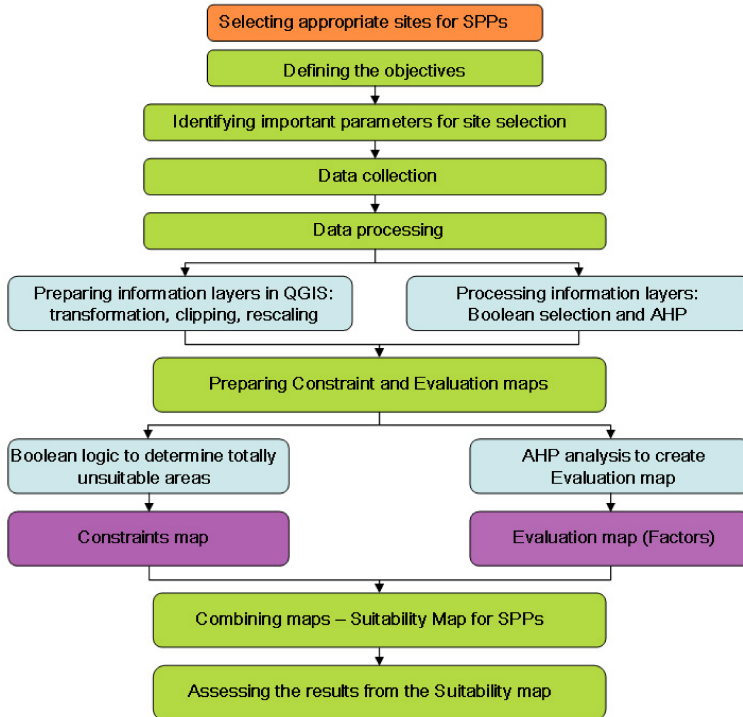 Selecting appropriate sites for SPPs
Defining the objectives
Identifying important parameters for site selection
Data collection
Data processing
Preparing information layers in QGIS:
transformation, clipping, rescaling
Processing information layers:
Boolean selection and AHP
Preparing Constraint and Evaluation maps
Boolean logic to determine totally
unsuitable areas
AHP analysis to create
Evaluation map
Constraints map
Evaluation map (Factors)
Combining maps – Suitability Map for SPPs
Assessing the results from the Suitability map